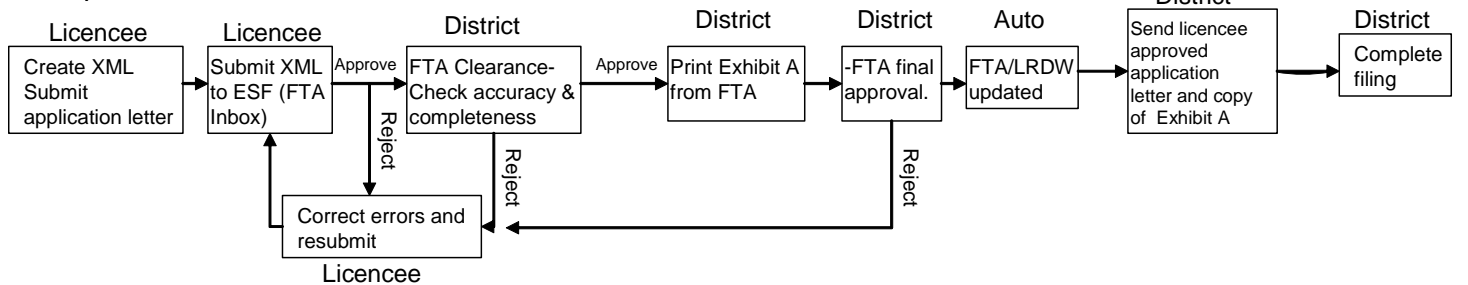 Licencee
Create XML
Submit
application letter
Licencee
Submit XML
to ESF (FTA
Inbox)
Approve
Reject
District
FTA Clearance-
Check accuracy &
completeness
Approve
Reject
District
Print Exhibit A
from FTA
District
-FTA final
approval.
Reject
Auto
FTA/LRDW
updated
District
Send licencee
approved
application
letter and copy
of Exhibit A
District
Complete
filing
Correct errors and
resubmit
Licencee